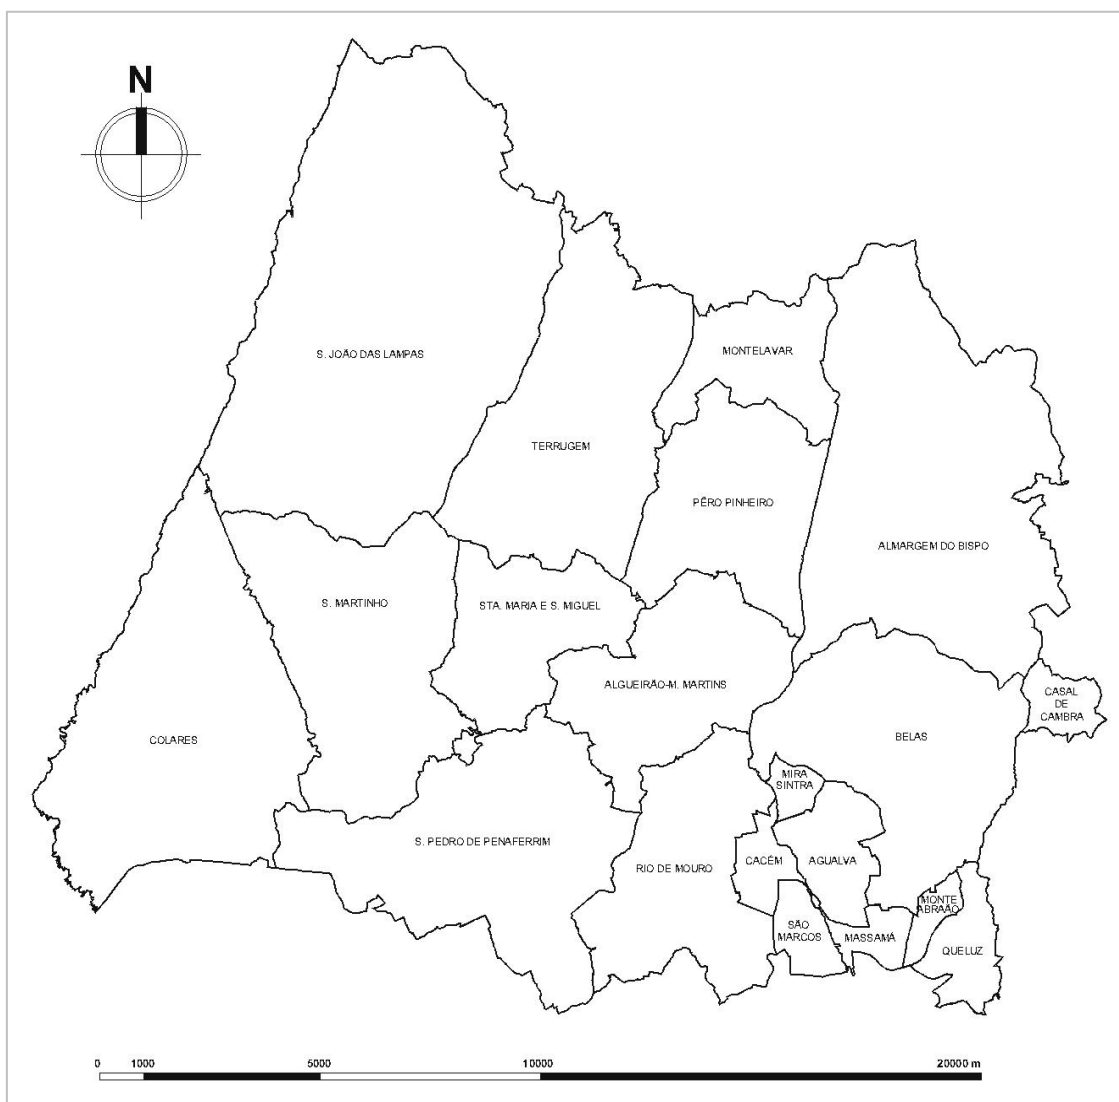 N
S. JOÃO DAS LAMPAS
MONTELAVAR
TERRUGEM
PÊRO PINHEIRO
ALMARGEM DO BISPO
S. MARTINHO
STA. MARIA E S. MIGUEL
ALGUEIRÃO-M. MARTINS
CASAL
DE
CAMBRA
COLARES
BELAS
MIRA
SINTRA
S. PEDRO DE PENAFERRIM
RIO DE MOURO
CACÉM
AGUALVA
MONTE
ABRAÃO
SÃO
MARCOS
MASSAMÁ
QUELUZ
0 1000 5000 10000 20000 m